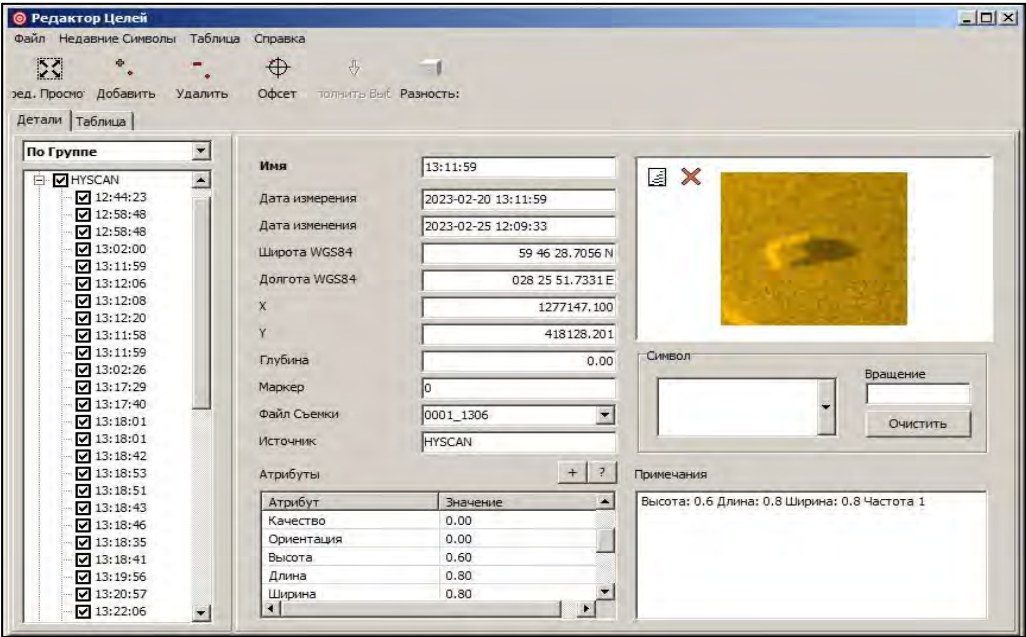 Редактор Целей
Файл Недавние Символы Таблица Справка
ред. Просмо Добавить Удалить Офсет полнить Выб Разность:
Детали Таблица
По Группе
HYSCAN
12:44:23
12:58:48
12:58:48
13:02:00
13:11:59
13:12:06
13:12:08
13:12:20
13:11:58
13:11:59
13:02:26
13:17:29
13:17:40
13:18:01
13:18:01
13:18:42
13:18:53
13:18:51
13:18:43
13:18:46
13:18:35
13:18:41
13:19:56
13:20:57
13:22:06
Имя 13:11:59
Дата измерения 2023-02-20 13:11:59
Дата изменения 2023-02-25 12:09:33
Широта WGS84 59 46 28.7056 N
Долгота WGS84 028 25 51.7331 E
X 1277147.100
Y 418128.201
Глубина 0.00
Маркер 0
Файл Съемки 0001_1306
Источник HYSCAN
Атрибуты + ?
Атрибут Значение
Качество 0.00
Ориентация 0.00
Высота 0.60
Длина 0.80
Ширина 0.80
Символ
Вращение
Очистить
Примечания
Высота: 0.6 Длина: 0.8 Ширина: 0.8 Частота 1